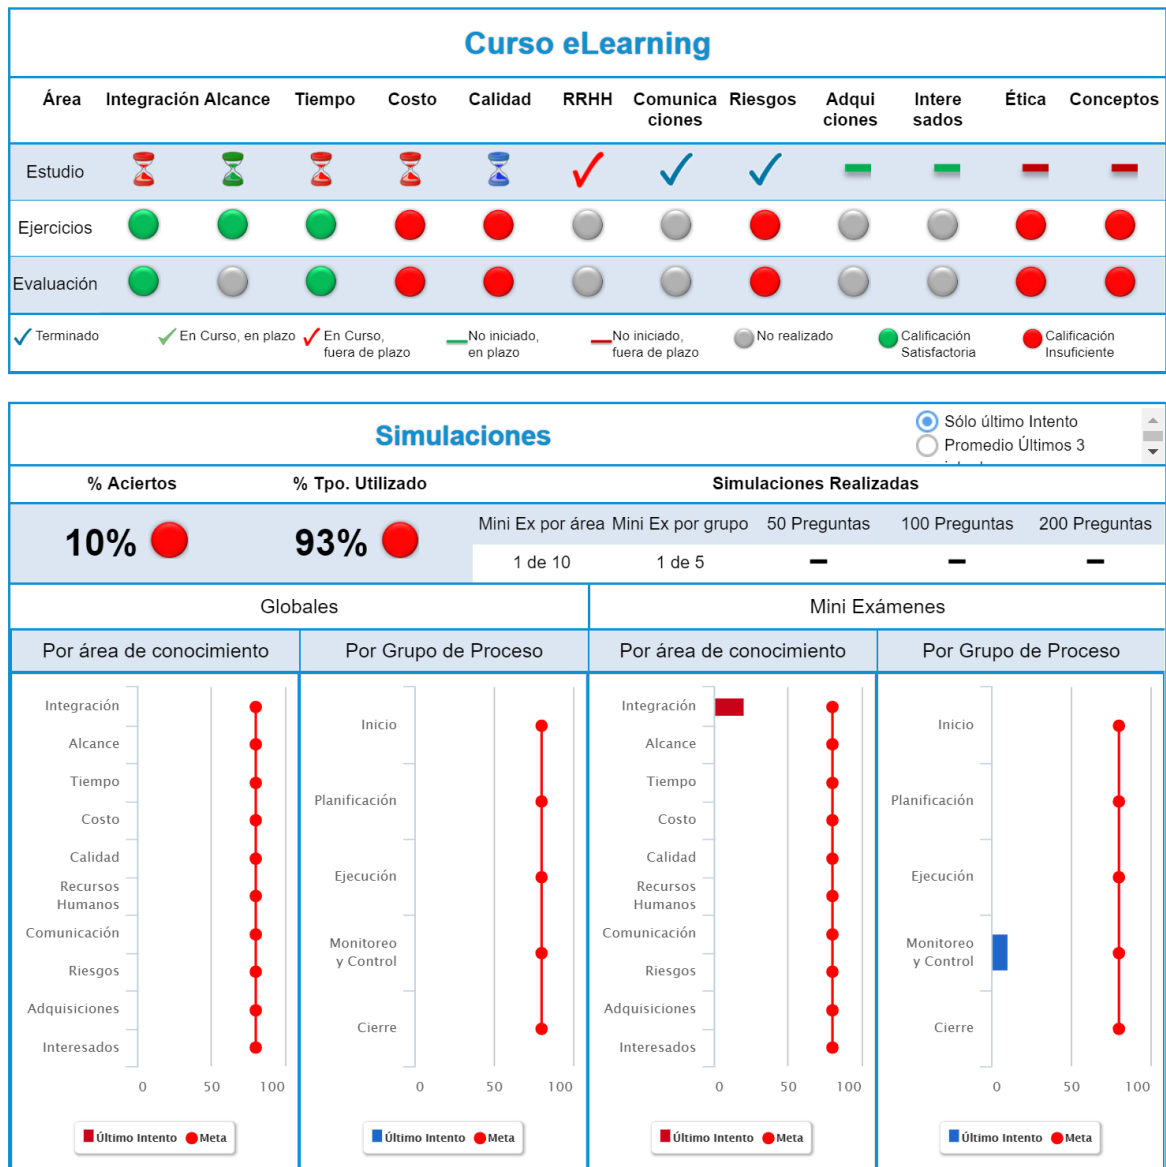 Curso eLearning
Área Integración Alcance Tiempo Costo Calidad RRHH Comunica Riesgos Adqui Intere Ética Conceptos
ciones ciones sados
Estudio
Ejercicios
Evaluación
Terminado En Curso, en plazo En Curso, No iniciado, No iniciado, No realizado Calificación Calificación
fuera de plazo en plazo fuera de plazo Satisfactoria Insuficiente
Simulaciones
Sólo último Intento
Promedio Últimos 3
% Aciertos % Tpo. Utilizado Simulaciones Realizadas
10% 93%
Mini Ex por área Mini Ex por grupo 50 Preguntas 100 Preguntas 200 Preguntas
1 de 10 1 de 5
Globales Mini Exámenes
Por área de conocimiento Por Grupo de Proceso Por área de conocimiento Por Grupo de Proceso
Integración
Alcance
Tiempo
Costo
Calidad
Recursos
Humanos
Comunicación
Riesgos
Adquisiciones
Interesados
0 50 100
Último Intento Meta
Inicio
Planificación
Ejecución
Monitoreo
y Control
Cierre
0 50 100
Último Intento Meta
Integración
Alcance
Tiempo
Costo
Calidad
Recursos
Humanos
Comunicación
Riesgos
Adquisiciones
Interesados
0 50 100
Último Intento Meta
Inicio
Planificación
Ejecución
Monitoreo
y Control
Cierre
0 50 100
Último Intento Meta